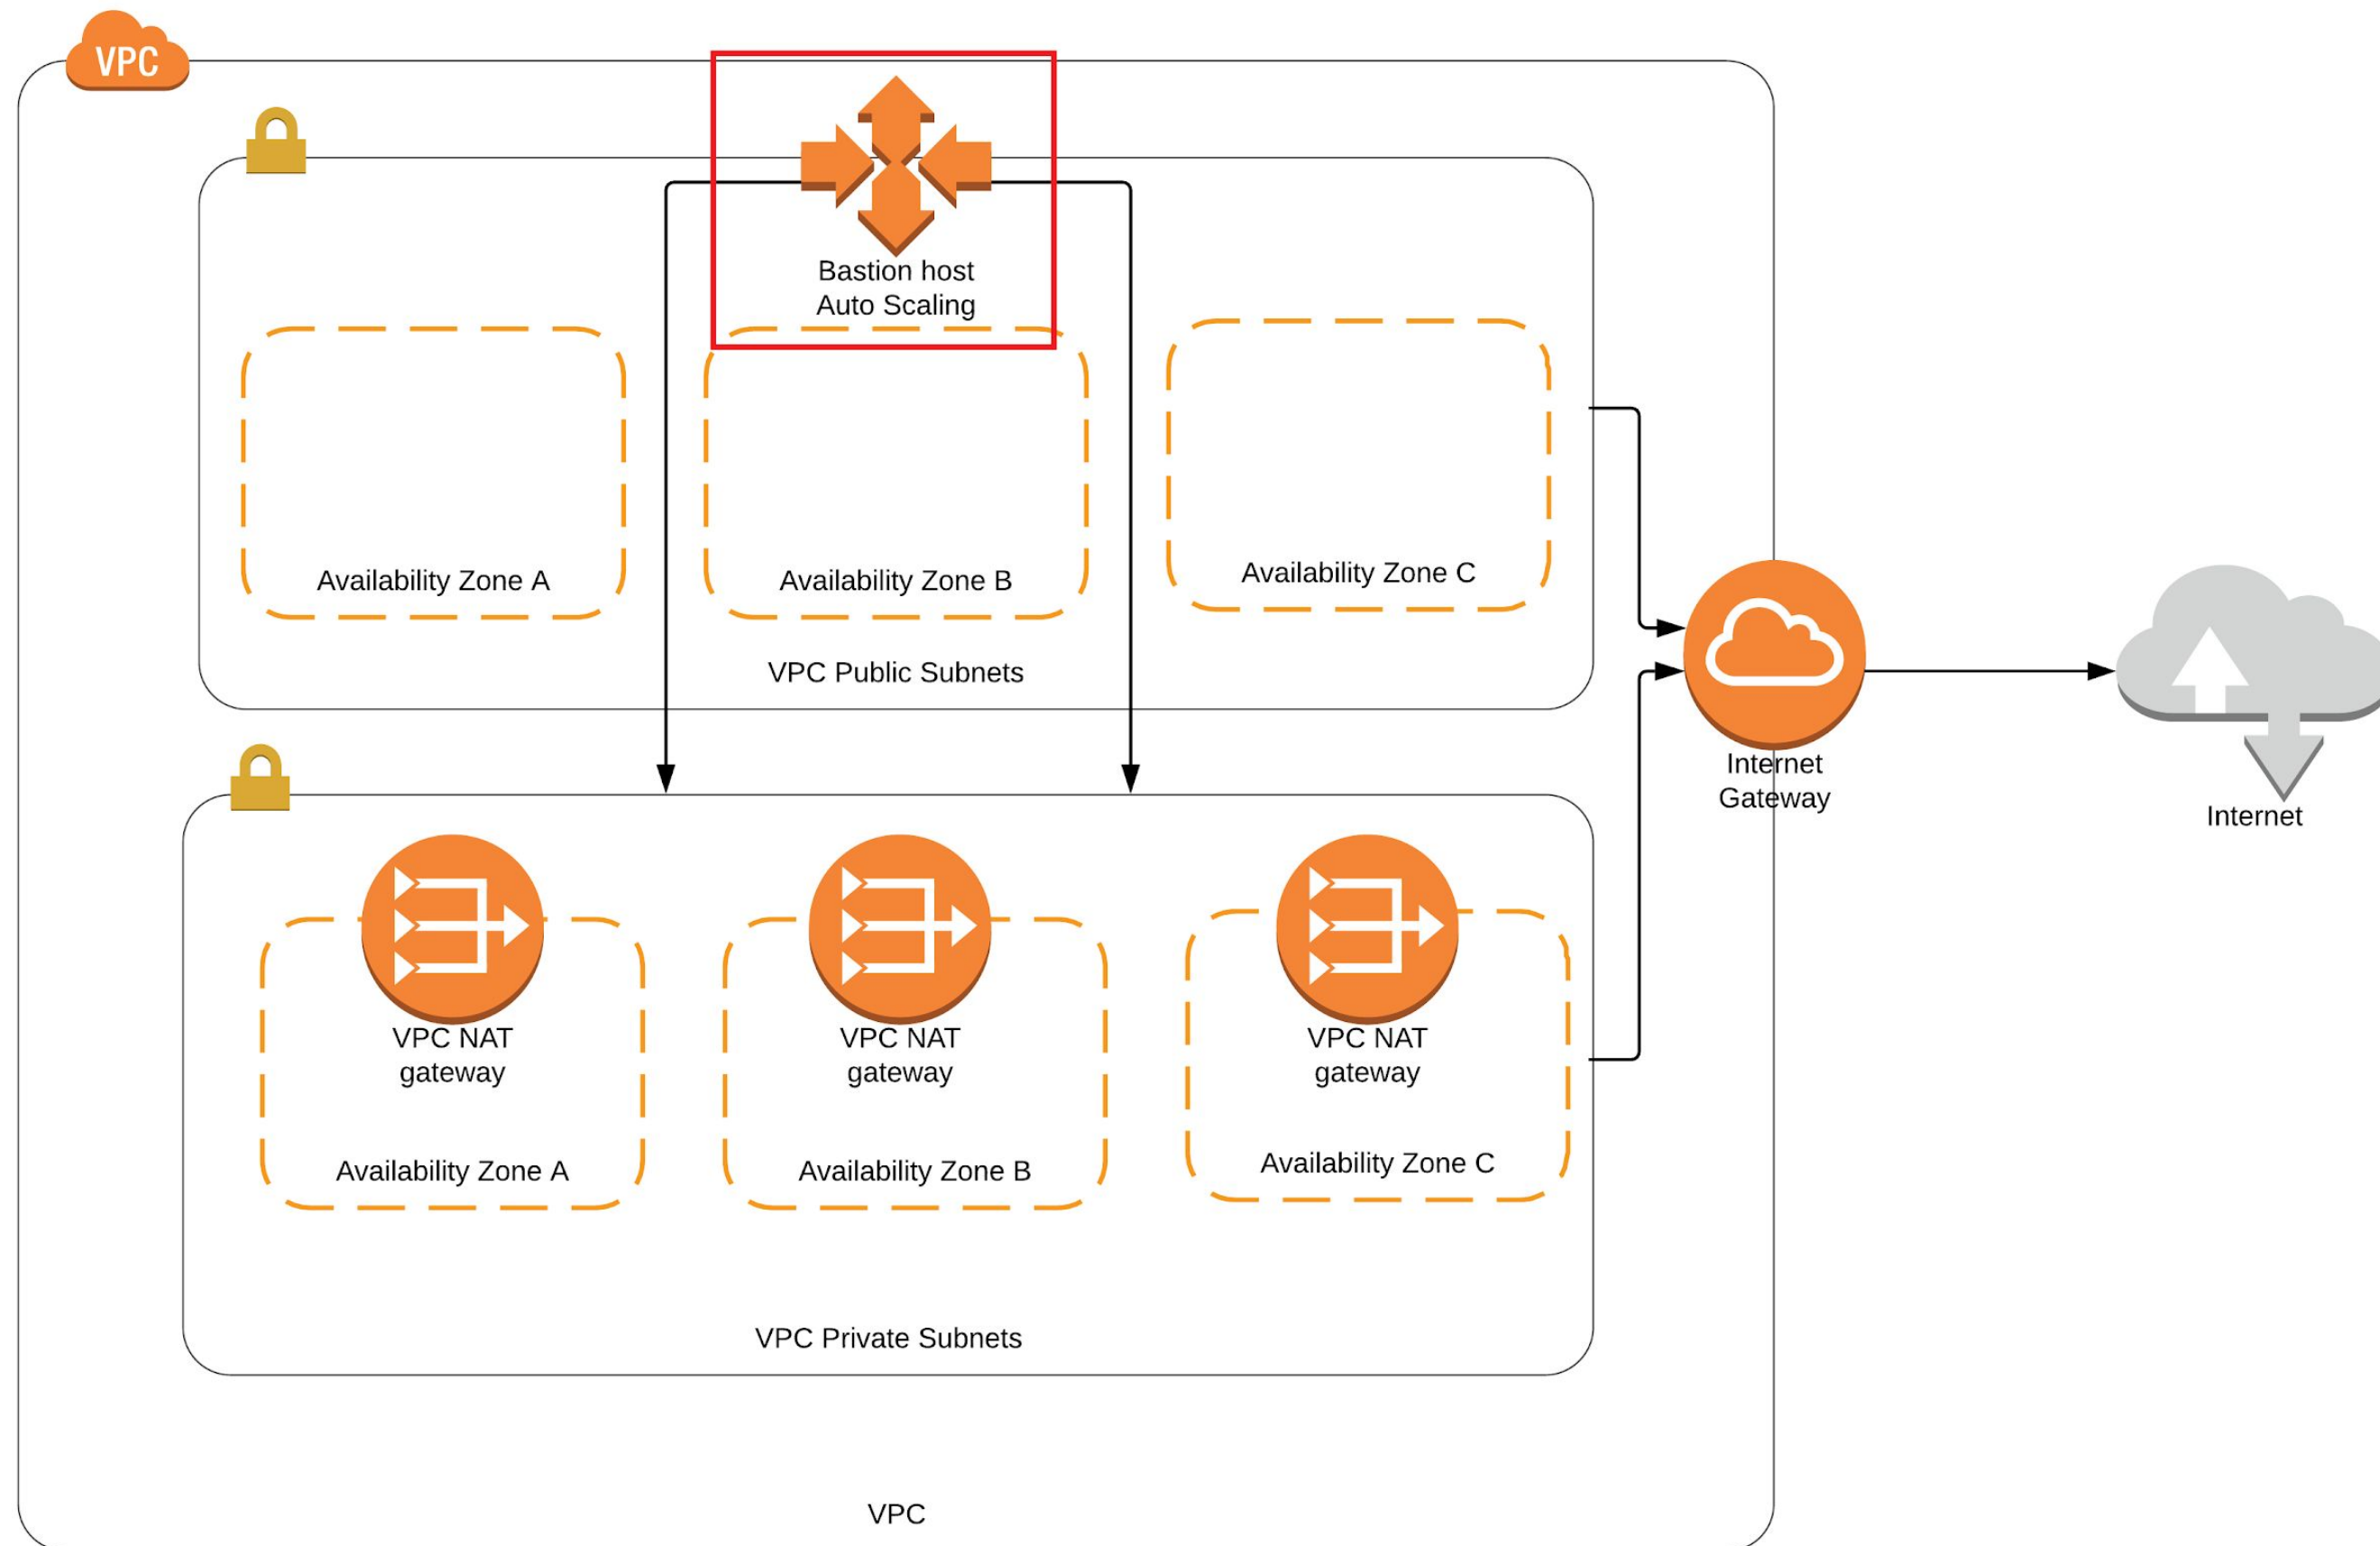 VPC
Bastion host
Auto Scaling
Availability Zone A
Availability Zone B
Availability Zone C
VPC Public Subnets
Internet
Gateway
Internet
VPC NAT
gateway
VPC NAT
gateway
VPC NAT
gateway
Availability Zone A
Availability Zone B
Availability Zone C
VPC Private Subnets
VPC